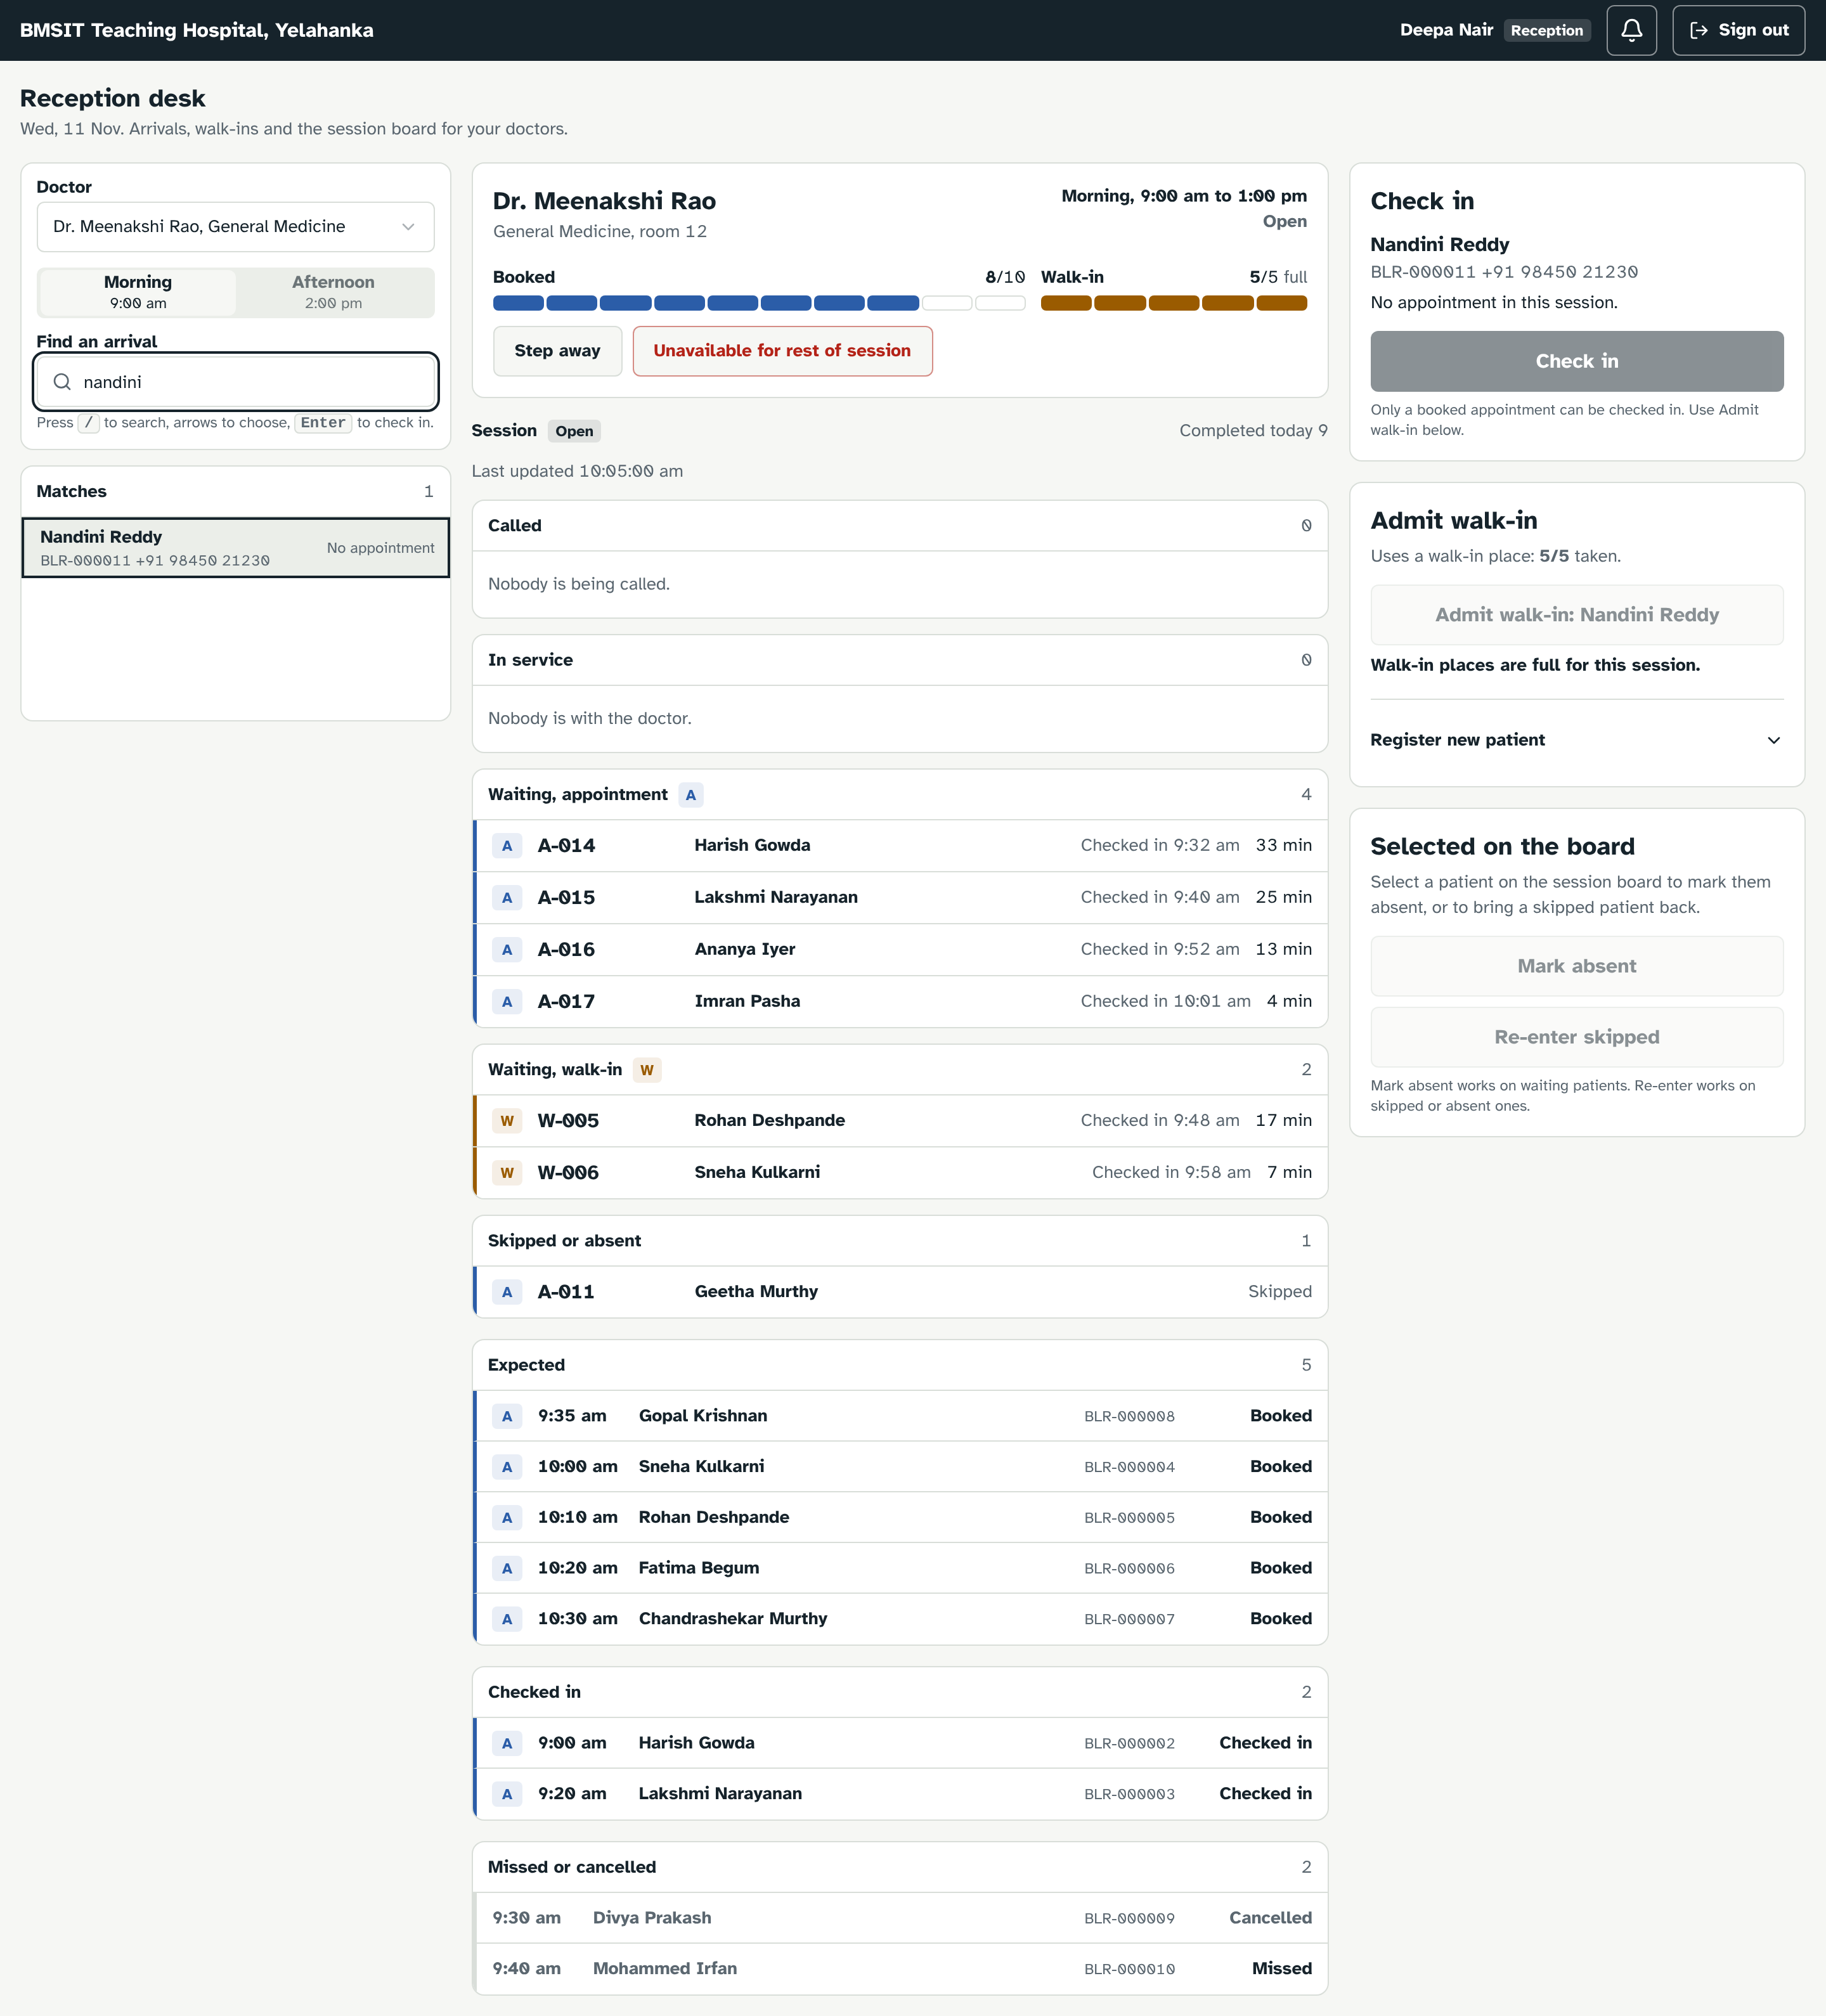 BMSIT Teaching Hospital, Yelahanka
Deepa Nair Reception Sign out
Reception desk
Wed, 11 Nov. Arrivals, walk-ins and the session board for your doctors.
Doctor
Dr. Meenakshi Rao, General Medicine
Morning
9:00 am
Afternoon
2:00 pm
Find an arrival
nandini
Press / to search, arrows to choose, Enter to check in.
Matches 1
Nandini Reddy
BLR-000011 +91 98450 21230
No appointment
Dr. Meenakshi Rao
General Medicine, room 12
Morning, 9:00 am to 1:00 pm
Open
Booked 8/10
Walk-in 5/5 full
Step away
Unavailable for rest of session
Session Open
Completed today 9
Last updated 10:05:00 am
Called 0
Nobody is being called.
In service 0
Nobody is with the doctor.
Waiting, appointment A 4
A A-014 Harish Gowda Checked in 9:32 am 33 min
A A-015 Lakshmi Narayanan Checked in 9:40 am 25 min
A A-016 Ananya Iyer Checked in 9:52 am 13 min
A A-017 Imran Pasha Checked in 10:01 am 4 min
Waiting, walk-in W 2
W W-005 Rohan Deshpande Checked in 9:48 am 17 min
W W-006 Sneha Kulkarni Checked in 9:58 am 7 min
Skipped or absent 1
A A-011 Geetha Murthy Skipped
Expected 5
A 9:35 am Gopal Krishnan BLR-000008 Booked
A 10:00 am Sneha Kulkarni BLR-000004 Booked
A 10:10 am Rohan Deshpande BLR-000005 Booked
A 10:20 am Fatima Begum BLR-000006 Booked
A 10:30 am Chandrashekar Murthy BLR-000007 Booked
Checked in 2
A 9:00 am Harish Gowda BLR-000002 Checked in
A 9:20 am Lakshmi Narayanan BLR-000003 Checked in
Missed or cancelled 2
9:30 am Divya Prakash BLR-000009 Cancelled
9:40 am Mohammed Irfan BLR-000010 Missed
Check in
Nandini Reddy
BLR-000011 +91 98450 21230
No appointment in this session.
Check in
Only a booked appointment can be checked in. Use Admit
walk-in below.
Admit walk-in
Uses a walk-in place: 5/5 taken.
Admit walk-in: Nandini Reddy
Walk-in places are full for this session.
Register new patient
Selected on the board
Select a patient on the session board to mark them
absent, or to bring a skipped patient back.
Mark absent
Re-enter skipped
Mark absent works on waiting patients. Re-enter works on
skipped or absent ones.